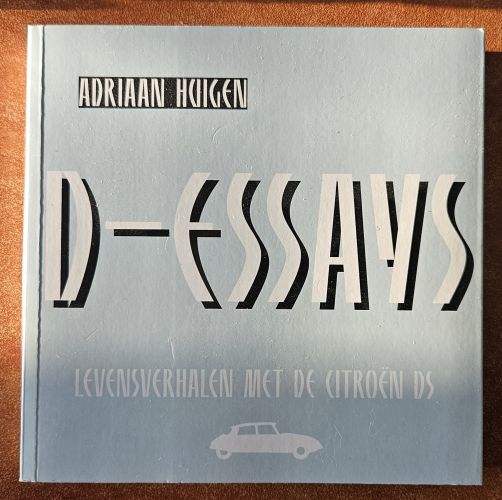 ADRIAAN HUIGEN
D-ESSAYS
LEVENSVERHALEN MET DE CITROËN DS